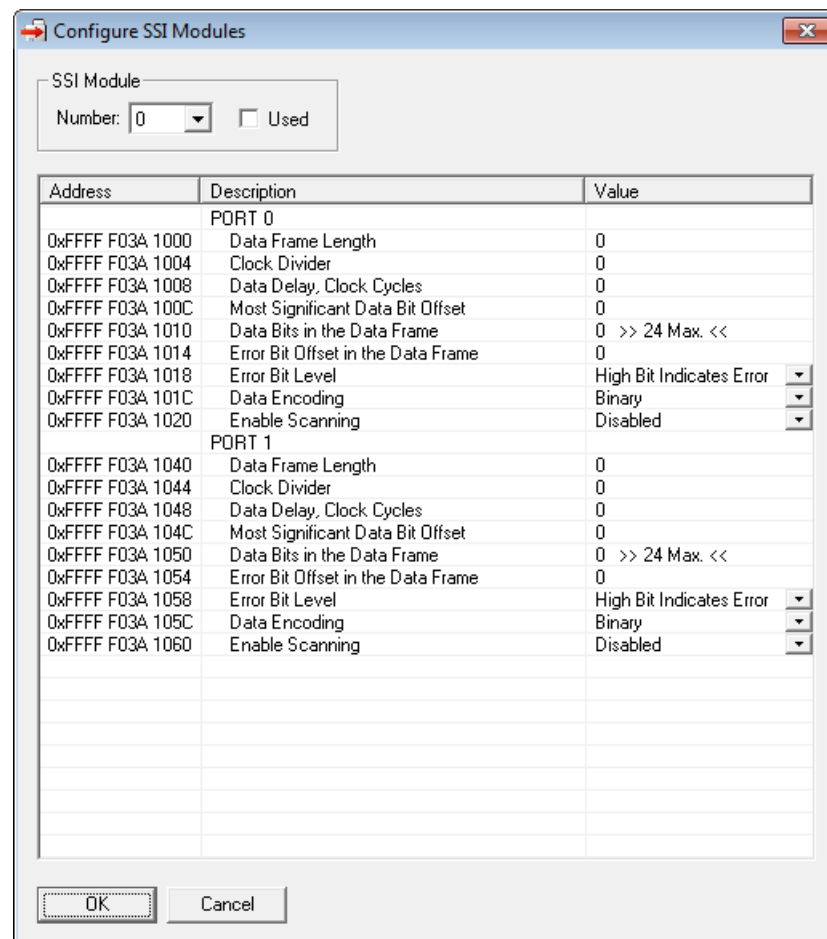 Configure SSI Modules
SSI Module
Number: 0 Used
Address Description Value
PORT 0
0xFFFF F03A 1000 Data Frame Length 0
0xFFFF F03A 1004 Clock Divider 0
0xFFFF F03A 1008 Data Delay, Clock Cycles 0
0xFFFF F03A 100C Most Significant Data Bit Offset 0
0xFFFF F03A 1010 Data Bits in the Data Frame 0 >> 24 Max. <<
0xFFFF F03A 1014 Error Bit Offset in the Data Frame 0
0xFFFF F03A 1018 Error Bit Level High Bit Indicates Error
0xFFFF F03A 101C Data Encoding Binary
0xFFFF F03A 1020 Enable Scanning Disabled
PORT 1
0xFFFF F03A 1040 Data Frame Length 0
0xFFFF F03A 1044 Clock Divider 0
0xFFFF F03A 1048 Data Delay, Clock Cycles 0
0xFFFF F03A 104C Most Significant Data Bit Offset 0
0xFFFF F03A 1050 Data Bits in the Data Frame 0 >> 24 Max. <<
0xFFFF F03A 1054 Error Bit Offset in the Data Frame 0
0xFFFF F03A 1058 Error Bit Level High Bit Indicates Error
0xFFFF F03A 105C Data Encoding Binary
0xFFFF F03A 1060 Enable Scanning Disabled
OK Cancel